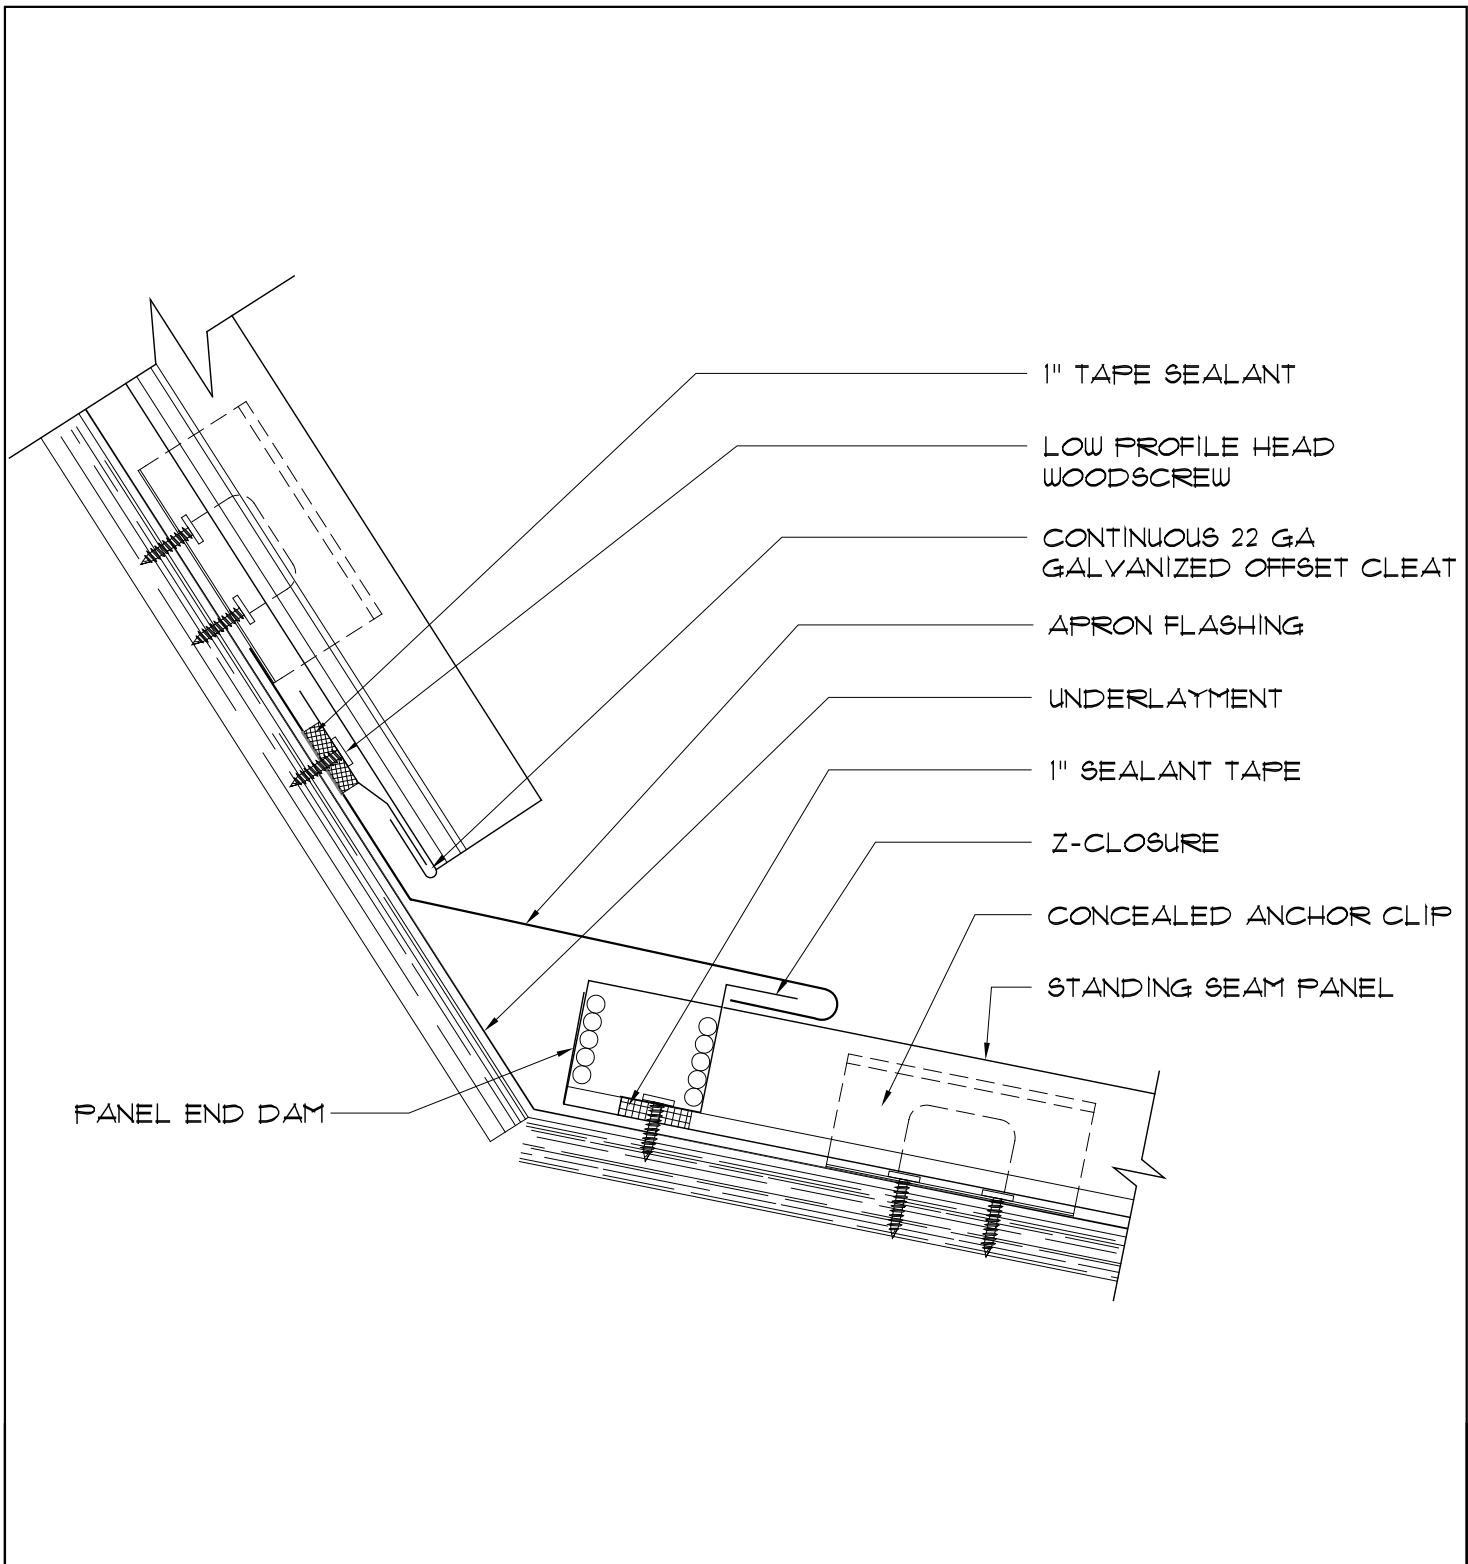 1" TAPE SEALANT
LOW PROFILE HEAD
WOODSCREW
CONTINUOUS 22 GA
GALVANIZED OFFSET CLEAT
APRON FLASHING
UNDERLAYMENT
1" SEALANT TAPE
Z-CLOSURE
CONCEALED ANCHOR CLIP
STANDING SEAM PANEL
PANEL END DAM